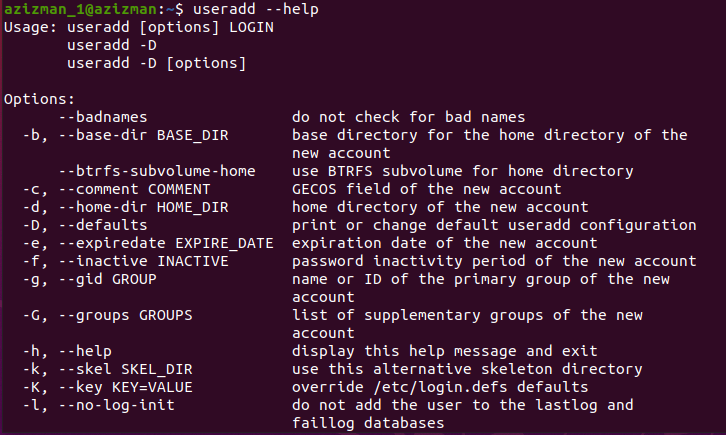 azizman_1@azizman:~$ useradd --help
Usage: useradd [options] LOGIN
       useradd -D
       useradd -D [options]

Options:
      --badnames                do not check for bad names
  -b, --base-dir BASE_DIR       base directory for the home directory of the
                                new account
      --btrfs-subvolume-home    use BTRFS subvolume for home directory
  -c, --comment COMMENT         GECOS field of the new account
  -d, --home-dir HOME_DIR       home directory of the new account
  -D, --defaults                print or change default useradd configuration
  -e, --expiredate EXPIRE_DATE  expiration date of the new account
  -f, --inactive INACTIVE       password inactivity period of the new account
  -g, --gid GROUP               name or ID of the primary group of the new
                                account
  -G, --groups GROUPS           list of supplementary groups of the new
                                account
  -h, --help                    display this help message and exit
  -k, --skel SKEL_DIR           use this alternative skeleton directory
  -K, --key KEY=VALUE           override /etc/login.defs defaults
  -l, --no-log-init             do not add the user to the lastlog and
                                faillog databases